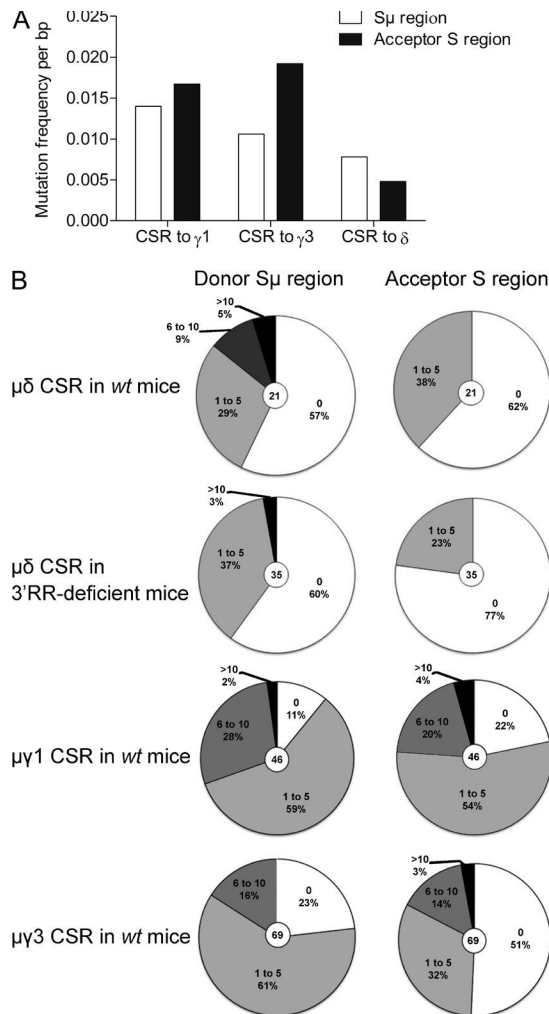 A
Mutation frequency per bp
0.025
0.020
0.015
0.010
0.005
0.000
Sµ region
Acceptor S region
CSR to γ1
CSR to γ3
CSR to δ
B
Donor Sµ region
Acceptor S region
µδ CSR in wt mice
>10
5%
6 to 10
9%
1 to 5
29%
21
0
57%
1 to 5
38%
21
0
62%
µδ CSR in
3'RR-deficient mice
>10
3%
1 to 5
37%
35
0
60%
1 to 5
23%
35
0
77%
µγ1 CSR in wt mice
>10
2%
0
11%
6 to 10
28%
46
1 to 5
59%
>10
4%
0
22%
6 to 10
20%
46
1 to 5
54%
µγ3 CSR in wt mice
6 to 10
16%
0
23%
69
1 to 5
61%
>10
3%
6 to 10
14%
0
51%
69
1 to 5
32%